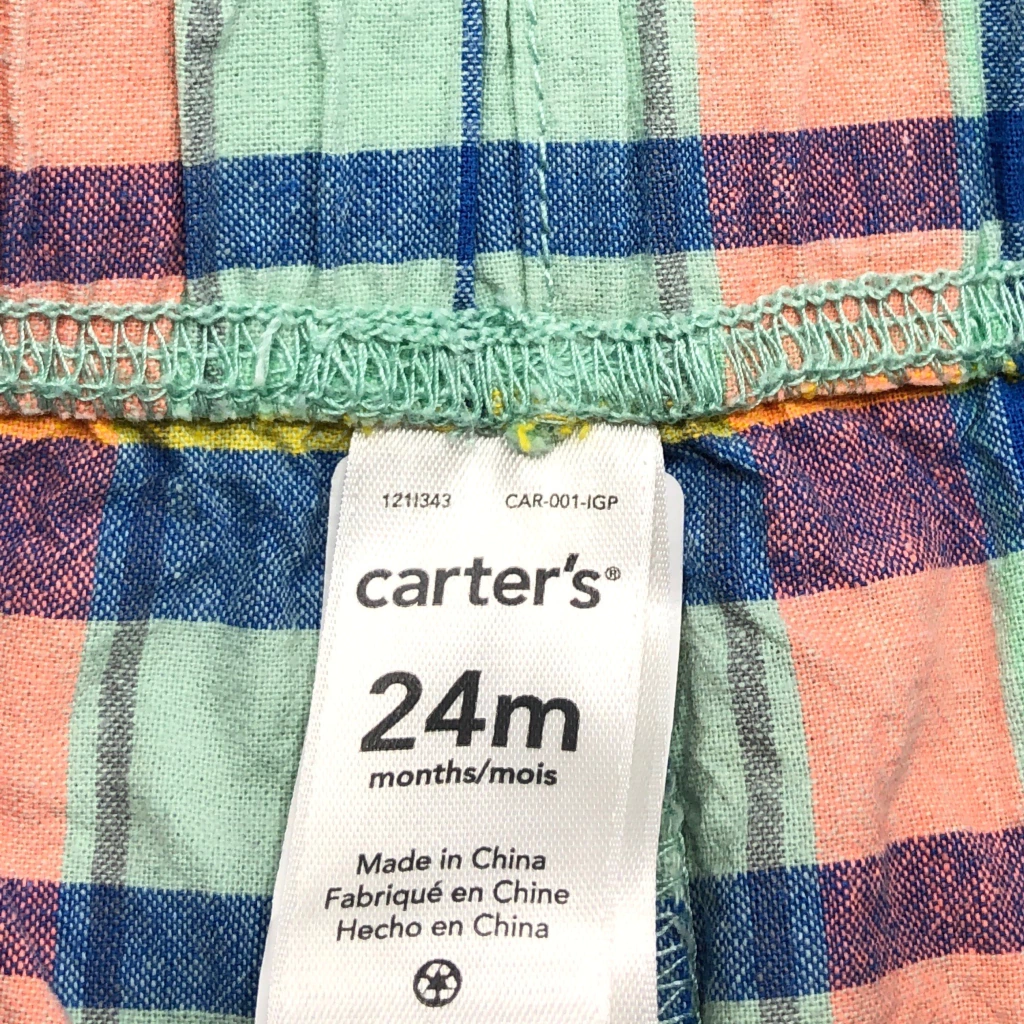 121I343 CAR-001-IGP
carter's®
24m
months/mois
Made in China
Fabriqué en Chine
Hecho en China